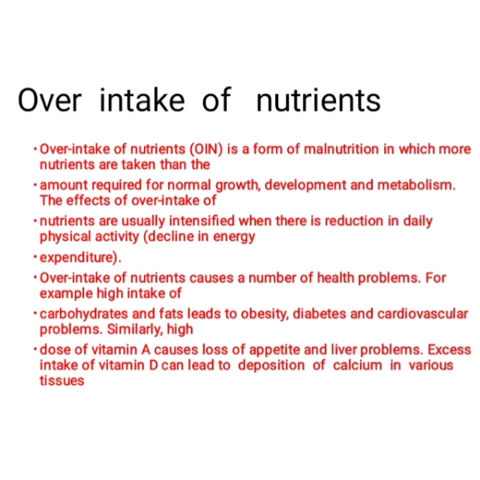 Over intake of nutrients
• Over-intake of nutrients (OIN) is a form of malnutrition in which more
nutrients are taken than the
• amount required for normal growth, development and metabolism.
The effects of over-intake of
• nutrients are usually intensified when there is reduction in daily
physical activity (decline in energy
• expenditure).
• Over-intake of nutrients causes a number of health problems. For
example high intake of
• carbohydrates and fats leads to obesity, diabetes and cardiovascular
problems. Similarly, high
• dose of vitamin A causes loss of appetite and liver problems. Excess
intake of vitamin D can lead to deposition of calcium in various
tissues